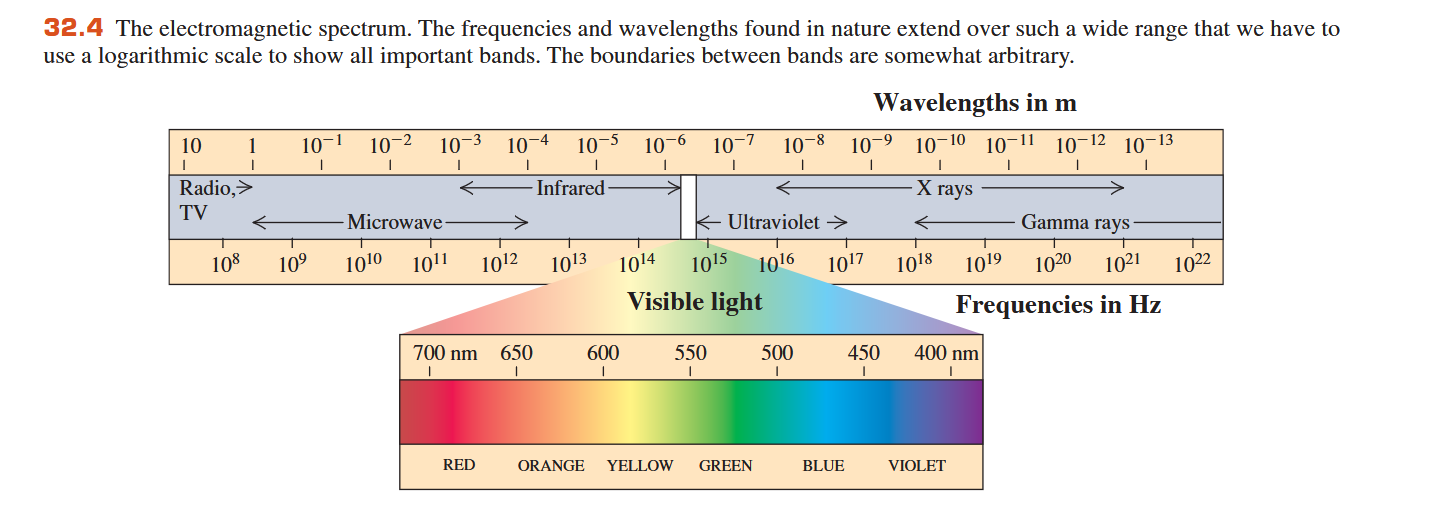 32.4 The electromagnetic spectrum. The frequencies and wavelengths found in nature extend over such a wide range that we have to
use a logarithmic scale to show all important bands. The boundaries between bands are somewhat arbitrary.
Wavelengths in m
10 1 10⁻¹ 10⁻² 10⁻³ 10⁻⁴ 10⁻⁵ 10⁻⁶ 10⁻⁷ 10⁻⁸ 10⁻⁹ 10⁻¹⁰ 10⁻¹¹ 10⁻¹² 10⁻¹³
Radio, Infrared X rays
TV Microwave Ultraviolet Gamma rays
10⁸ 10⁹ 10¹⁰ 10¹¹ 10¹² 10¹³ 10¹⁴ 10¹⁵ 10¹⁶ 10¹⁷ 10¹⁸ 10¹⁹ 10²⁰ 10²¹ 10²²
Visible light Frequencies in Hz
700 nm 650 600 550 500 450 400 nm
RED ORANGE YELLOW GREEN BLUE VIOLET